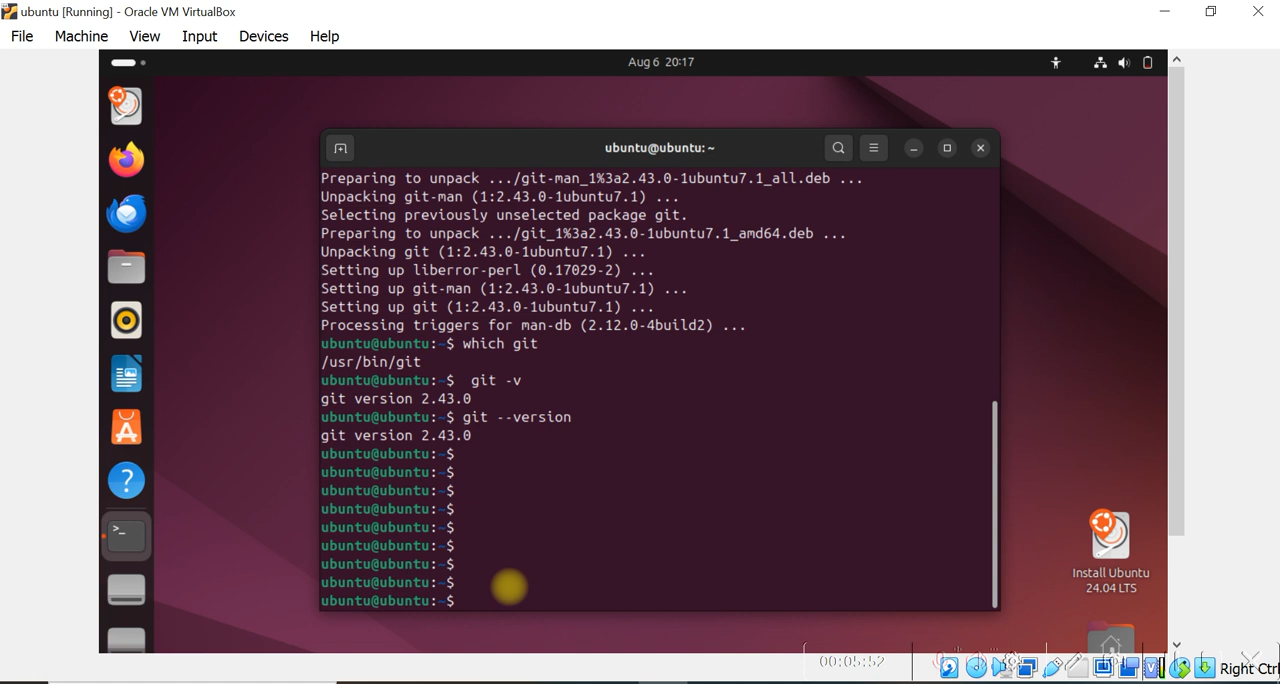 ubuntu [Running] - Oracle VM VirtualBox
File Machine View Input Devices Help
Aug 6 20:17
ubuntu@ubuntu: ~
Preparing to unpack .../git-man_1%3a2.43.0-1ubuntu7.1_all.deb ...
Unpacking git-man (1:2.43.0-1ubuntu7.1) ...
Selecting previously unselected package git.
Preparing to unpack .../git_1%3a2.43.0-1ubuntu7.1_amd64.deb ...
Unpacking git (1:2.43.0-1ubuntu7.1) ...
Setting up liberror-perl (0.17029-2) ...
Setting up git-man (1:2.43.0-1ubuntu7.1) ...
Setting up git (1:2.43.0-1ubuntu7.1) ...
Processing triggers for man-db (2.12.0-4build2) ...
ubuntu@ubuntu:~$ which git
/usr/bin/git
ubuntu@ubuntu:~$  git -v
git version 2.43.0
ubuntu@ubuntu:~$ git --version
git version 2.43.0
ubuntu@ubuntu:~$
ubuntu@ubuntu:~$
ubuntu@ubuntu:~$
ubuntu@ubuntu:~$
ubuntu@ubuntu:~$
ubuntu@ubuntu:~$
ubuntu@ubuntu:~$
ubuntu@ubuntu:~$
ubuntu@ubuntu:~$
Install Ubuntu
24.04 LTS
00:05:52
Right Ctrl